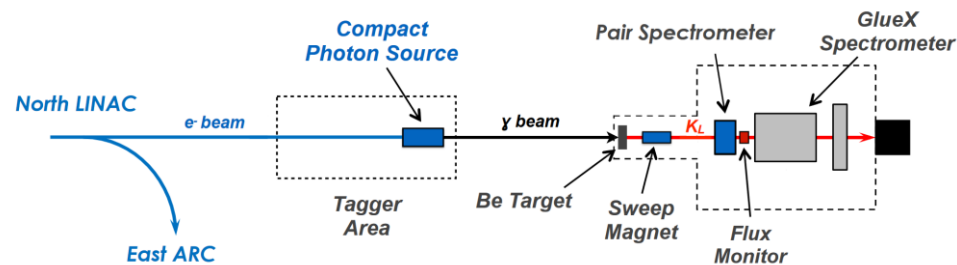 North LINAC
e⁻ beam
East ARC
Compact
Photon Source
Tagger
Area
ɣ beam
Be Target
Sweep
Magnet
K_L
Pair Spectrometer
Flux
Monitor
GlueX
Spectrometer